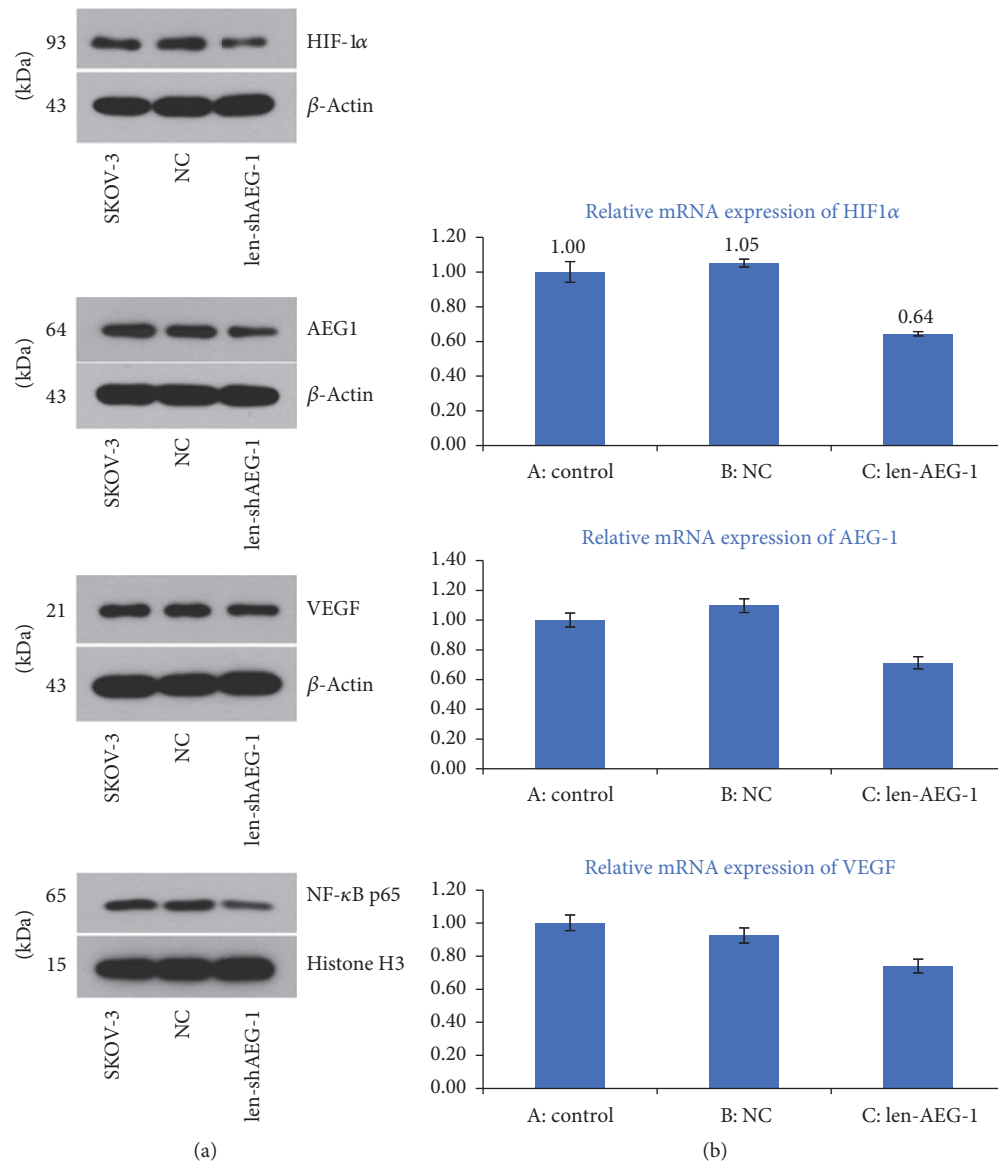 (kDa)
93
HIF-1α
43
β-Actin
SKOV-3
NC
len-shAEG-1
(kDa)
64
AEG1
43
β-Actin
SKOV-3
NC
len-shAEG-1
(kDa)
21
VEGF
43
β-Actin
SKOV-3
NC
len-shAEG-1
(kDa)
65
NF-κB p65
15
Histone H3
SKOV-3
NC
len-shAEG-1
(a)
Relative mRNA expression of HIF1α
1.20
1.00
0.80
0.60
0.40
0.20
0.00
1.00
1.05
0.64
A: control
B: NC
C: len-AEG-1
Relative mRNA expression of AEG-1
1.40
1.20
1.00
0.80
0.60
0.40
0.20
0.00
A: control
B: NC
C: len-AEG-1
Relative mRNA expression of VEGF
1.20
1.00
0.80
0.60
0.40
0.20
0.00
A: control
B: NC
C: len-AEG-1
(b)